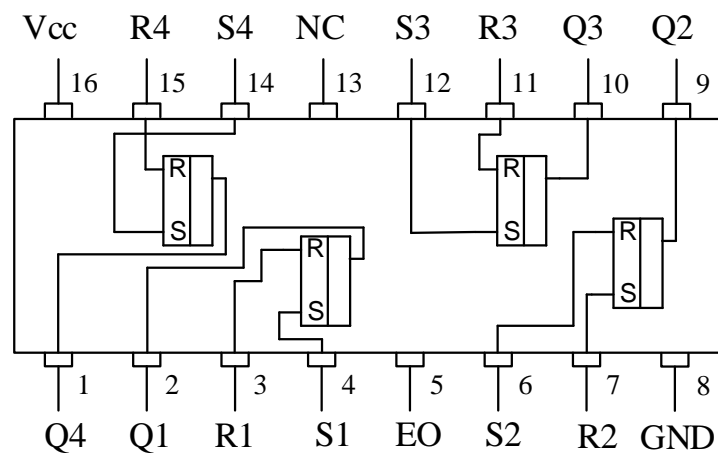 Vcc R4 S4 NC S3 R3 Q3 Q2
16 15 14 13 12 11 10 9
R R
S S
R R
S S
1 2 3 4 5 6 7 8
Q4 Q1 R1 S1 EO S2 R2 GND